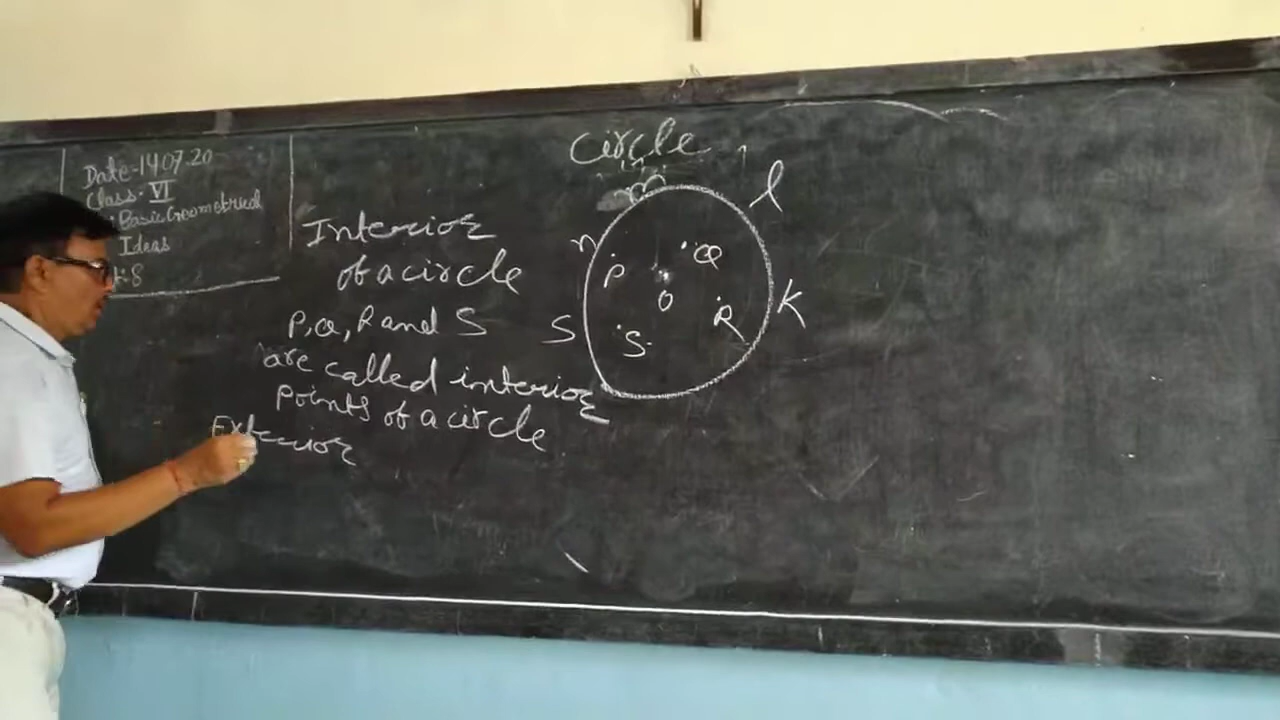 Date-14.07.20
Class-VI
: Basic Geometrical
Ideas
:8
Circle
m
l
n
K
S
P
Q
O
R
S
Interior
of a circle
P, Q, R and S
are called interior
points of a circle
Exterior